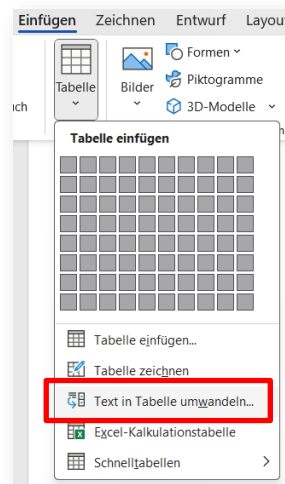 Einfügen Zeichnen Entwurf Layou
Tabelle
Bilder
Formen
Piktogramme
3D-Modelle
uch
Tabelle einfügen
Tabelle einfügen...
Tabelle zeichnen
Text in Tabelle umwandeln...
Excel-Kalkulationstabelle
Schnelltabellen